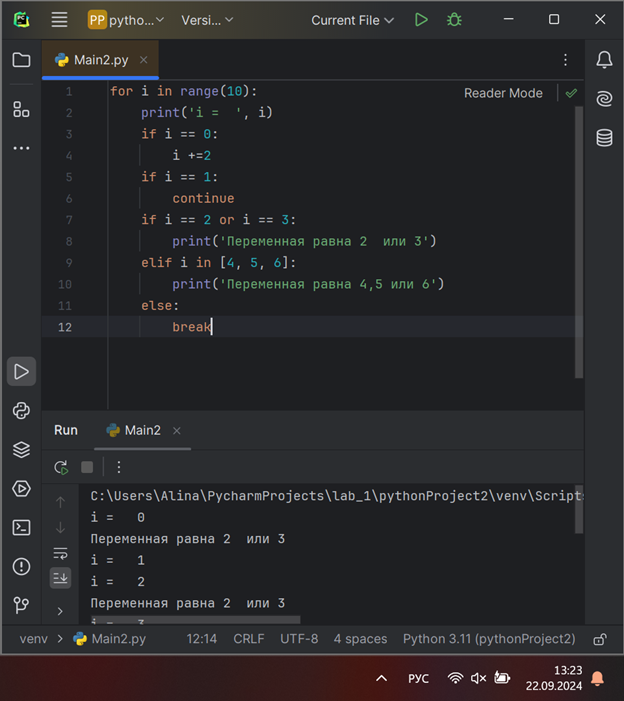 PC
PP pytho... Versi... Current File
Main2.py
Reader Mode
1 for i in range(10):
2 print('i =  ', i)
3 if i == 0:
4 i +=2
5 if i == 1:
6 continue
7 if i == 2 or i == 3:
8 print('Переменная равна 2  или 3')
9 elif i in [4, 5, 6]:
10 print('Переменная равна 4,5 или 6')
11 else:
12 break
Run Main2
C:\Users\Alina\PycharmProjects\lab_1\pythonProject2\venv\Script
i =   0
Переменная равна 2  или 3
i =   1
i =   2
Переменная равна 2  или 3
i =   3
venv Main2.py 12:14 CRLF UTF-8 4 spaces Python 3.11 (pythonProject2)
РУС
13:23
22.09.2024